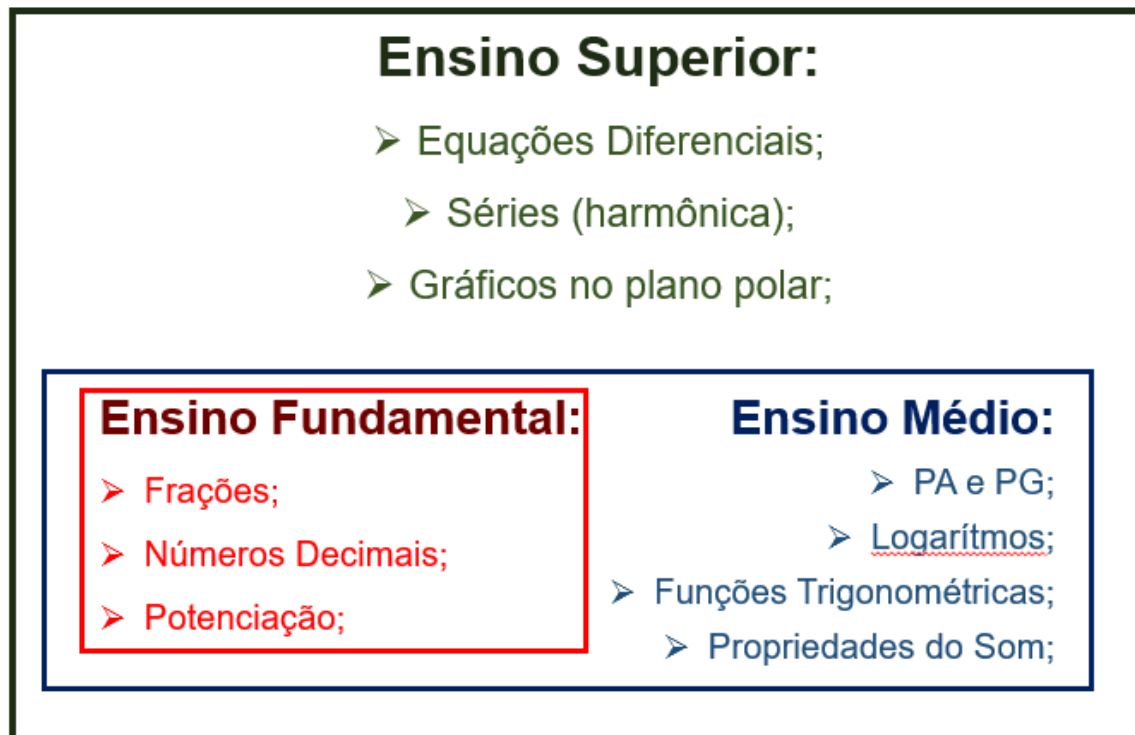 Ensino Superior:
➢ Equações Diferenciais;
➢ Séries (harmônica);
➢ Gráficos no plano polar;
Ensino Fundamental:
➢ Frações;
➢ Números Decimais;
➢ Potenciação;
Ensino Médio:
➢ PA e PG;
➢ Logarítmos;
➢ Funções Trigonométricas;
➢ Propriedades do Som;